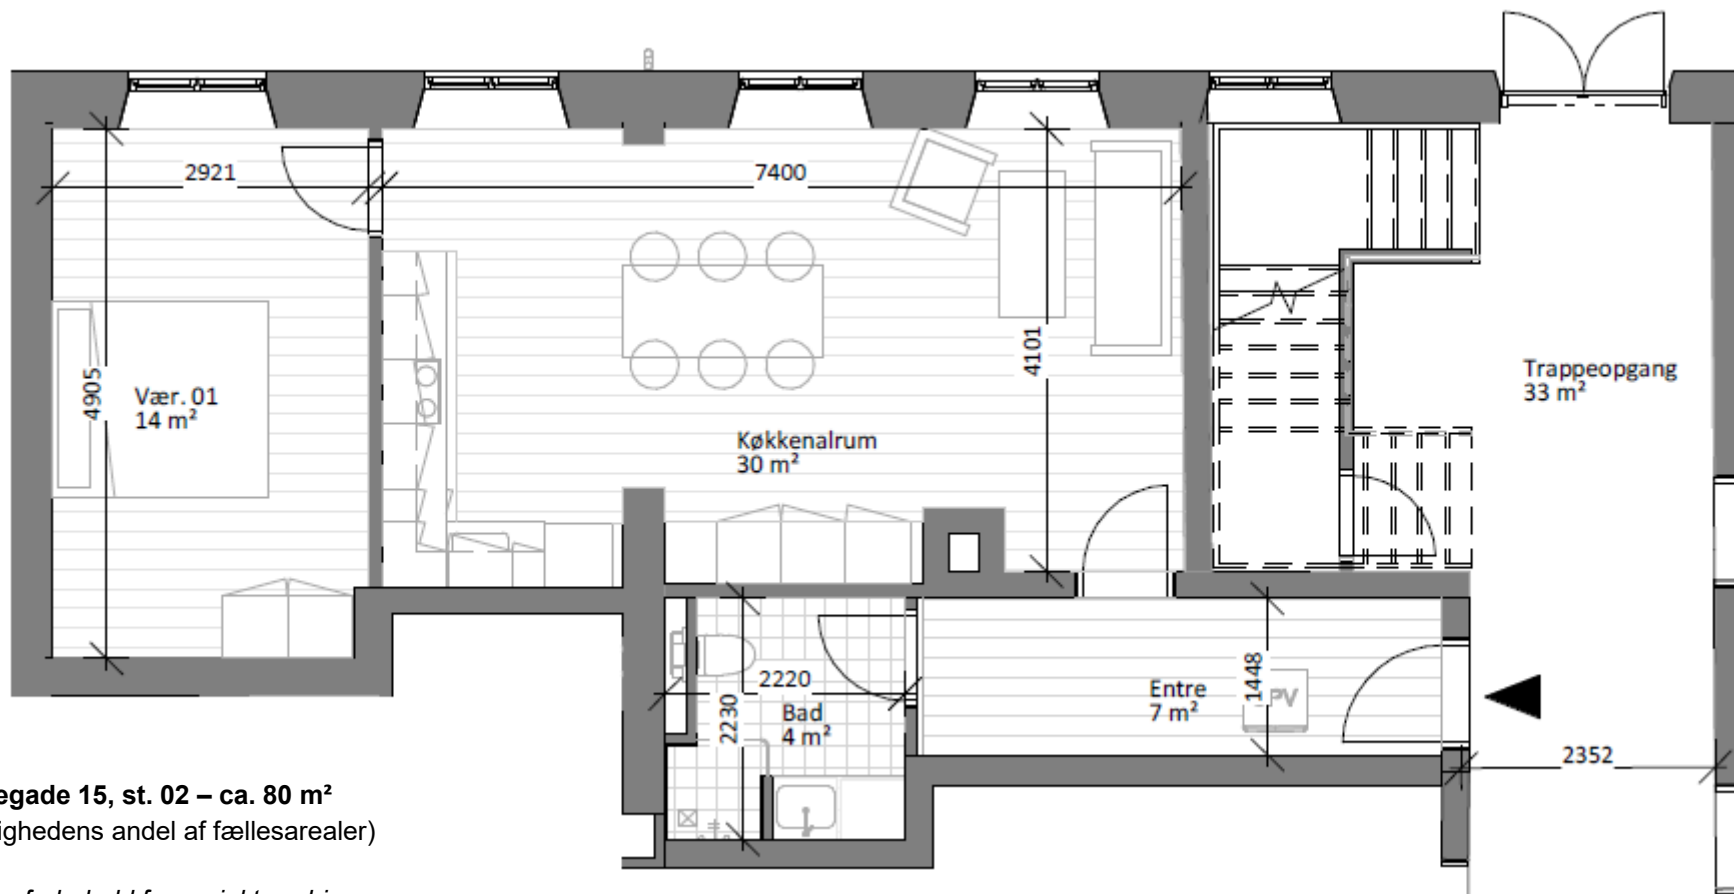 2921
7400
4905
4101
Vær. 01
14 m²
Køkkenalrum
30 m²
Trappeopgang
33 m²
2220
2230
Bad
4 m²
Entre
7 m²
1448
PV
2352
egade 15, st. 02 – ca. 80 m²
ighedens andel af fællesarealer)